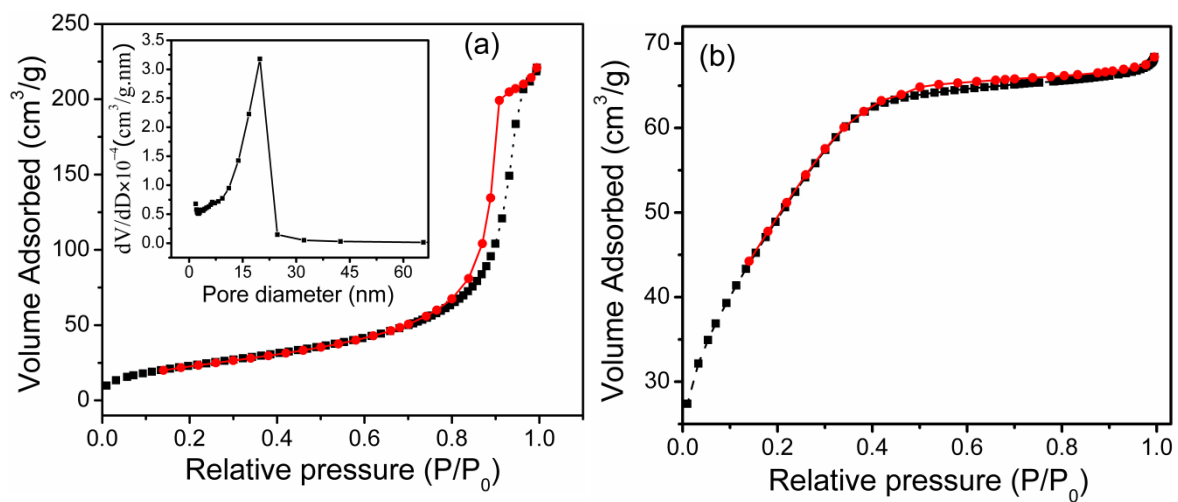 (a)
Volume Adsorbed (cm³/g)
250
200
150
100
50
0
0.0 0.2 0.4 0.6 0.8 1.0
Relative pressure (P/P₀)
dV/dD×10⁻⁴(cm³/g.nm)
3.5
3.0
2.5
2.0
1.5
1.0
0.5
0.0
0 15 30 45 60
Pore diameter (nm)
(b)
Volume Adsorbed (cm³/g)
70
60
50
40
30
0.0 0.2 0.4 0.6 0.8 1.0
Relative pressure (P/P₀)